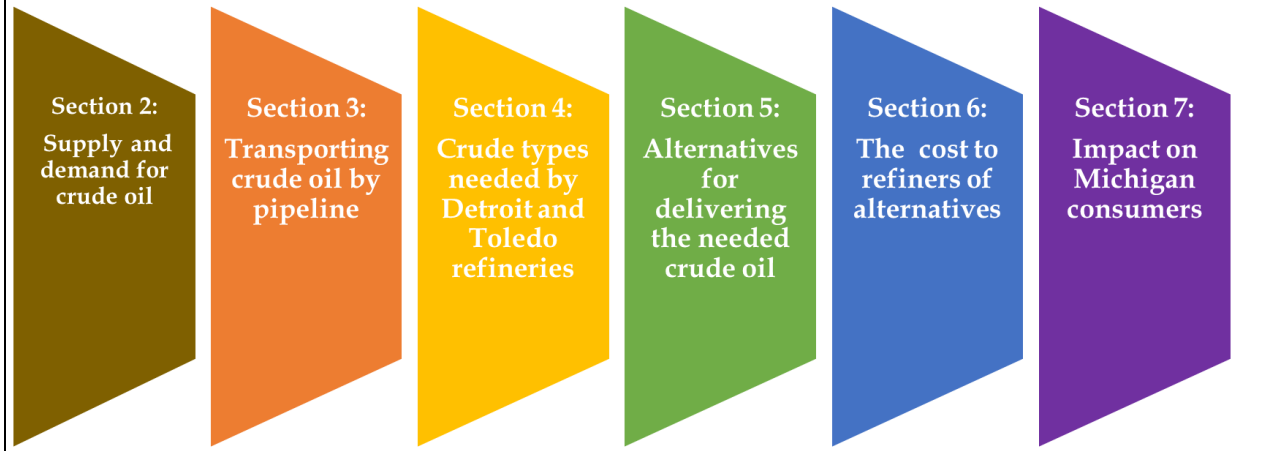 Section 2:
Supply and
demand for
crude oil
Section 3:
Transporting
crude oil by
pipeline
Section 4:
Crude types
needed by
Detroit and
Toledo
refineries
Section 5:
Alternatives
for
delivering
the needed
crude oil
Section 6:
The cost to
refiners of
alternatives
Section 7:
Impact on
Michigan
consumers